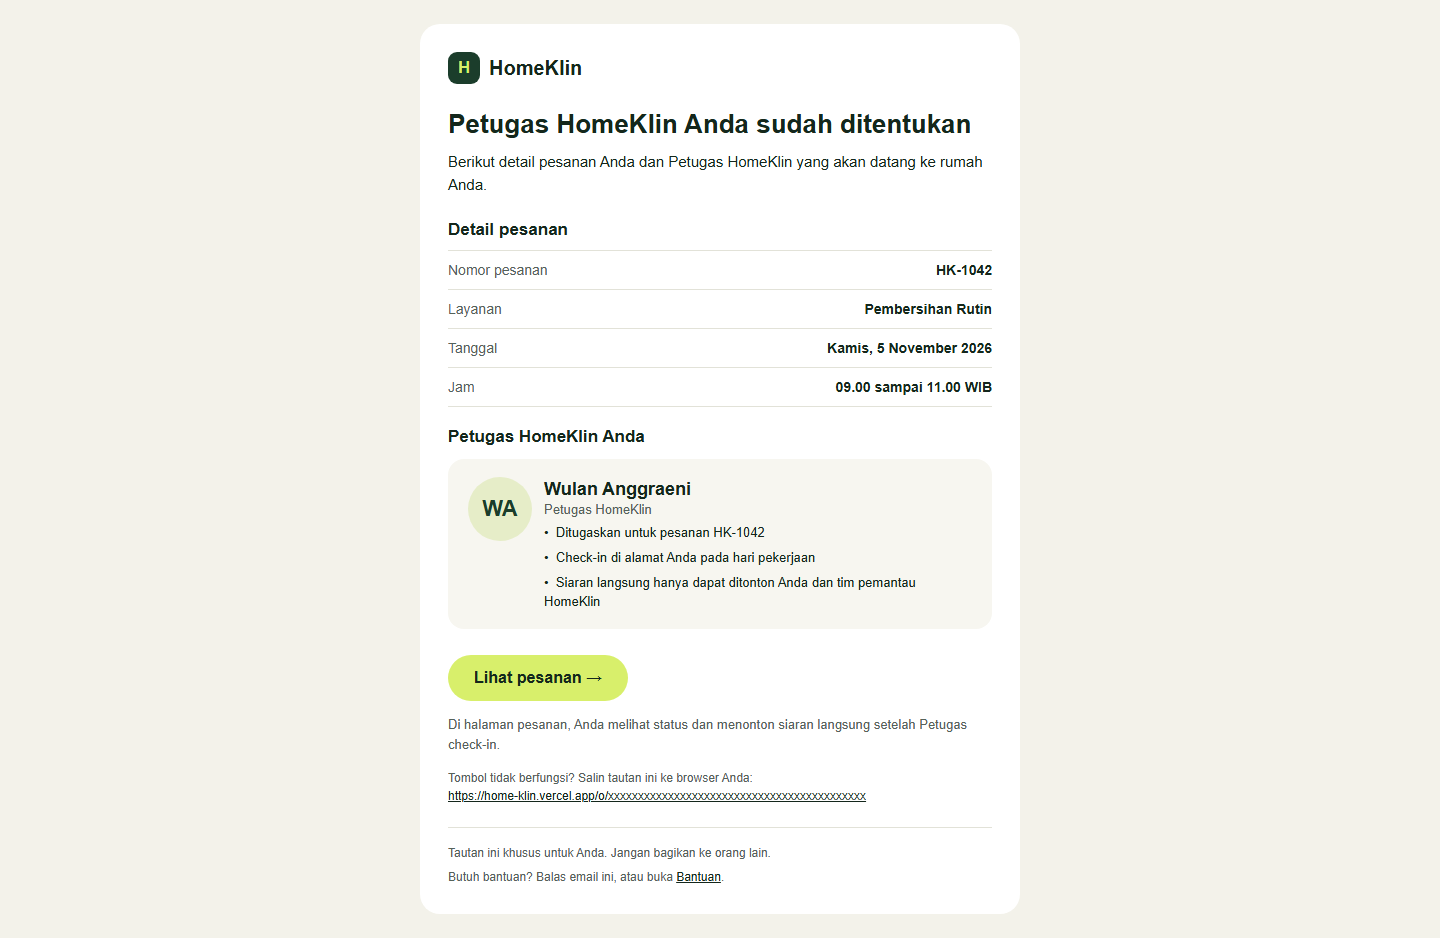 H HomeKlin
Petugas HomeKlin Anda sudah ditentukan
Berikut detail pesanan Anda dan Petugas HomeKlin yang akan datang ke rumah
Anda.
Detail pesanan
Nomor pesanan HK-1042
Layanan Pembersihan Rutin
Tanggal Kamis, 5 November 2026
Jam 09.00 sampai 11.00 WIB
Petugas HomeKlin Anda
WA
Wulan Anggraeni
Petugas HomeKlin
• Ditugaskan untuk pesanan HK-1042
• Check-in di alamat Anda pada hari pekerjaan
• Siaran langsung hanya dapat ditonton Anda dan tim pemantau
HomeKlin
Lihat pesanan →
Di halaman pesanan, Anda melihat status dan menonton siaran langsung setelah Petugas
check-in.
Tombol tidak berfungsi? Salin tautan ini ke browser Anda:
https://home-klin.vercel.app/o/xxxxxxxxxxxxxxxxxxxxxxxxxxxxxxxxxxxxxxxxxxx
Tautan ini khusus untuk Anda. Jangan bagikan ke orang lain.
Butuh bantuan? Balas email ini, atau buka Bantuan.